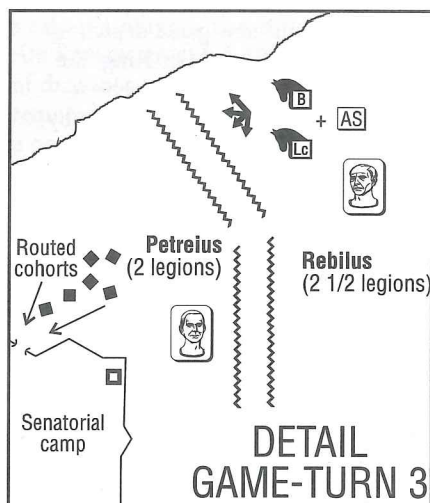 B
+ AS
Lc
Routed
cohorts
Petreius
(2 legions)
Rebilus
(2 1/2 legions)
Senatorial
camp
DETAIL
GAME-TURN 3